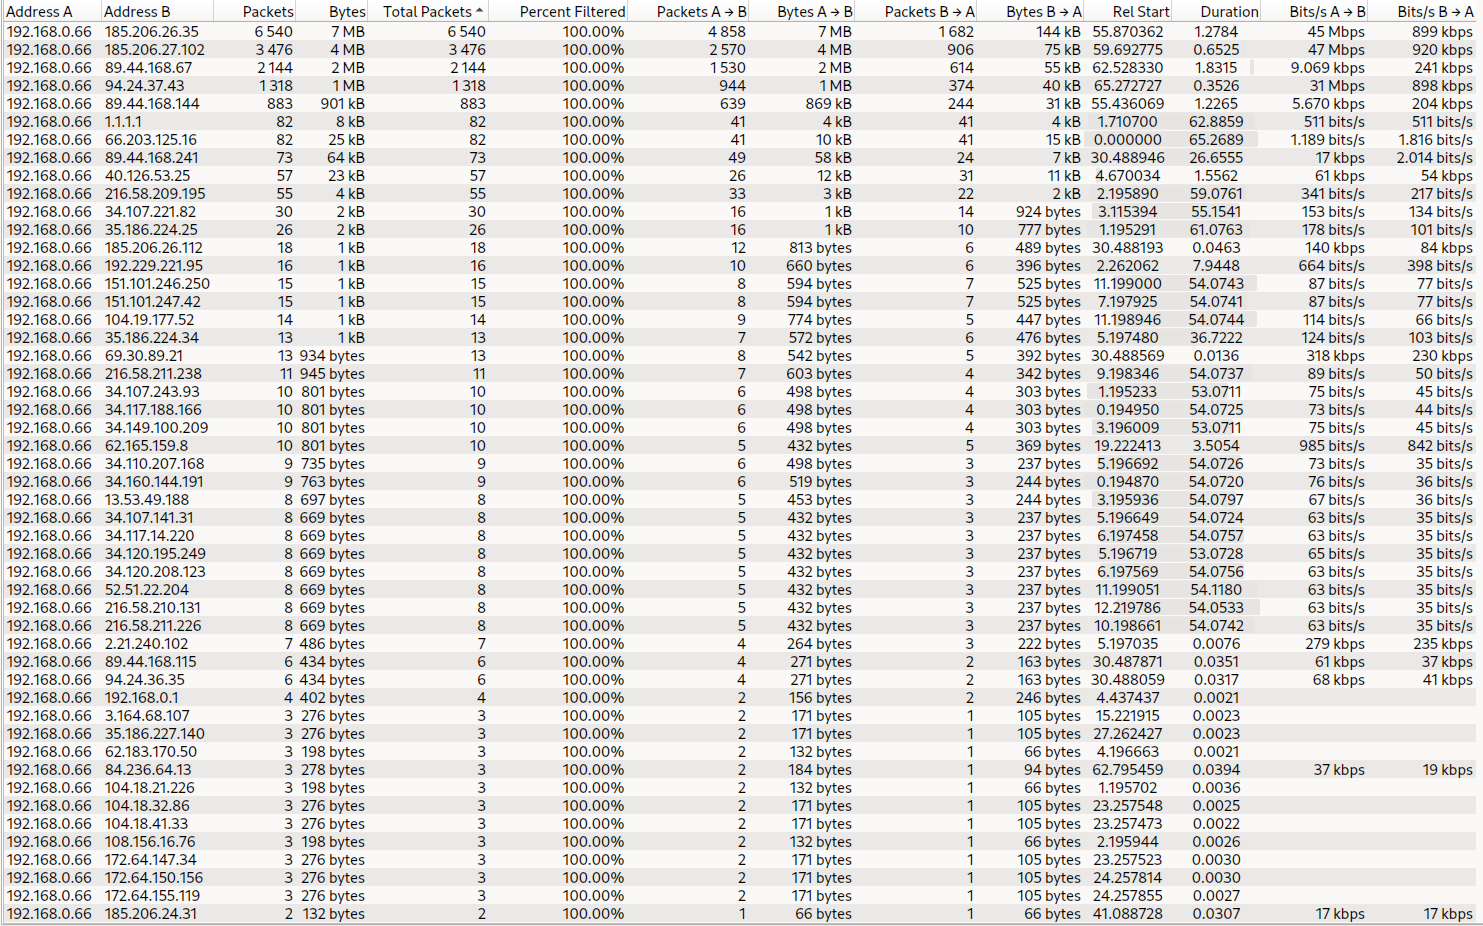 Address A Address B Packets Bytes Total Packets Percent Filtered Packets A → B Bytes A → B Packets B → A Bytes B → A Rel Start Duration Bits/s A → B Bits/s B → A
192.168.0.66 185.206.26.35 6 540 7 MB 6 540 100.00% 4 858 7 MB 1 682 144 kB 55.870362 1.2784 45 Mbps 899 kbps
192.168.0.66 185.206.27.102 3 476 4 MB 3 476 100.00% 2 570 4 MB 906 75 kB 59.692775 0.6525 47 Mbps 920 kbps
192.168.0.66 89.44.168.67 2 144 2 MB 2 144 100.00% 1 530 2 MB 614 55 kB 62.528330 1.8315 9.069 kbps 241 kbps
192.168.0.66 94.24.37.43 1 318 1 MB 1 318 100.00% 944 1 MB 374 40 kB 65.272727 0.3526 31 Mbps 898 kbps
192.168.0.66 89.44.168.144 883 901 kB 883 100.00% 639 869 kB 244 31 kB 55.436069 1.2265 5.670 kbps 204 kbps
192.168.0.66 1.1.1.1 82 8 kB 82 100.00% 41 4 kB 41 4 kB 1.710700 62.8859 511 bits/s 511 bits/s
192.168.0.66 66.203.125.16 82 25 kB 82 100.00% 41 10 kB 41 15 kB 0.000000 65.2689 1.189 bits/s 1.816 bits/s
192.168.0.66 89.44.168.241 73 64 kB 73 100.00% 49 58 kB 24 7 kB 30.488946 26.6555 17 kbps 2.014 bits/s
192.168.0.66 40.126.53.25 57 23 kB 57 100.00% 26 12 kB 31 11 kB 4.670034 1.5562 61 kbps 54 kbps
192.168.0.66 216.58.209.195 55 4 kB 55 100.00% 33 3 kB 22 2 kB 2.195890 59.0761 341 bits/s 217 bits/s
192.168.0.66 34.107.221.82 30 2 kB 30 100.00% 16 1 kB 14 924 bytes 3.115394 55.1541 153 bits/s 134 bits/s
192.168.0.66 35.186.224.25 26 2 kB 26 100.00% 16 1 kB 10 777 bytes 1.195291 61.0763 178 bits/s 101 bits/s
192.168.0.66 185.206.26.112 18 1 kB 18 100.00% 12 813 bytes 6 489 bytes 30.488193 0.0463 140 kbps 84 kbps
192.168.0.66 192.229.221.95 16 1 kB 16 100.00% 10 660 bytes 6 396 bytes 2.262062 7.9448 664 bits/s 398 bits/s
192.168.0.66 151.101.246.250 15 1 kB 15 100.00% 8 594 bytes 7 525 bytes 11.199000 54.0743 87 bits/s 77 bits/s
192.168.0.66 151.101.247.42 15 1 kB 15 100.00% 8 594 bytes 7 525 bytes 7.197925 54.0741 87 bits/s 77 bits/s
192.168.0.66 104.19.177.52 14 1 kB 14 100.00% 9 774 bytes 5 447 bytes 11.198946 54.0744 114 bits/s 66 bits/s
192.168.0.66 35.186.224.34 13 1 kB 13 100.00% 7 572 bytes 6 476 bytes 5.197480 36.7222 124 bits/s 103 bits/s
192.168.0.66 69.30.89.21 13 934 bytes 13 100.00% 8 542 bytes 5 392 bytes 30.488569 0.0136 318 kbps 230 kbps
192.168.0.66 216.58.211.238 11 945 bytes 11 100.00% 7 603 bytes 4 342 bytes 9.198346 54.0737 89 bits/s 50 bits/s
192.168.0.66 34.107.243.93 10 801 bytes 10 100.00% 6 498 bytes 4 303 bytes 1.195233 53.0711 75 bits/s 45 bits/s
192.168.0.66 34.117.188.166 10 801 bytes 10 100.00% 6 498 bytes 4 303 bytes 0.194950 54.0725 73 bits/s 44 bits/s
192.168.0.66 34.149.100.209 10 801 bytes 10 100.00% 6 498 bytes 4 303 bytes 3.196009 53.0711 75 bits/s 45 bits/s
192.168.0.66 62.165.159.8 10 801 bytes 10 100.00% 5 432 bytes 5 369 bytes 19.222413 3.5054 985 bits/s 842 bits/s
192.168.0.66 34.110.207.168 9 735 bytes 9 100.00% 6 498 bytes 3 237 bytes 5.196692 54.0726 73 bits/s 35 bits/s
192.168.0.66 34.160.144.191 9 763 bytes 9 100.00% 6 519 bytes 3 244 bytes 0.194870 54.0720 76 bits/s 36 bits/s
192.168.0.66 13.53.49.188 8 697 bytes 8 100.00% 5 453 bytes 3 244 bytes 3.195936 54.0797 67 bits/s 36 bits/s
192.168.0.66 34.107.141.31 8 669 bytes 8 100.00% 5 432 bytes 3 237 bytes 5.196649 54.0724 63 bits/s 35 bits/s
192.168.0.66 34.117.14.220 8 669 bytes 8 100.00% 5 432 bytes 3 237 bytes 6.197458 54.0757 63 bits/s 35 bits/s
192.168.0.66 34.120.195.249 8 669 bytes 8 100.00% 5 432 bytes 3 237 bytes 5.196719 53.0728 65 bits/s 35 bits/s
192.168.0.66 34.120.208.123 8 669 bytes 8 100.00% 5 432 bytes 3 237 bytes 6.197569 54.0756 63 bits/s 35 bits/s
192.168.0.66 52.51.22.204 8 669 bytes 8 100.00% 5 432 bytes 3 237 bytes 11.199051 54.1180 63 bits/s 35 bits/s
192.168.0.66 216.58.210.131 8 669 bytes 8 100.00% 5 432 bytes 3 237 bytes 12.219786 54.0533 63 bits/s 35 bits/s
192.168.0.66 216.58.211.226 8 669 bytes 8 100.00% 5 432 bytes 3 237 bytes 10.198661 54.0742 63 bits/s 35 bits/s
192.168.0.66 2.21.240.102 7 486 bytes 7 100.00% 4 264 bytes 3 222 bytes 5.197035 0.0076 279 kbps 235 kbps
192.168.0.66 89.44.168.115 6 434 bytes 6 100.00% 4 271 bytes 2 163 bytes 30.487871 0.0351 61 kbps 37 kbps
192.168.0.66 94.24.36.35 6 434 bytes 6 100.00% 4 271 bytes 2 163 bytes 30.488059 0.0317 68 kbps 41 kbps
192.168.0.66 192.168.0.1 4 402 bytes 4 100.00% 2 156 bytes 2 246 bytes 4.437437 0.0021
192.168.0.66 3.164.68.107 3 276 bytes 3 100.00% 2 171 bytes 1 105 bytes 15.221915 0.0023
192.168.0.66 35.186.227.140 3 276 bytes 3 100.00% 2 171 bytes 1 105 bytes 27.262427 0.0023
192.168.0.66 62.183.170.50 3 198 bytes 3 100.00% 2 132 bytes 1 66 bytes 4.196663 0.0021
192.168.0.66 84.236.64.13 3 278 bytes 3 100.00% 2 184 bytes 1 94 bytes 62.795459 0.0394 37 kbps 19 kbps
192.168.0.66 104.18.21.226 3 198 bytes 3 100.00% 2 132 bytes 1 66 bytes 1.195702 0.0036
192.168.0.66 104.18.32.86 3 276 bytes 3 100.00% 2 171 bytes 1 105 bytes 23.257548 0.0025
192.168.0.66 104.18.41.33 3 276 bytes 3 100.00% 2 171 bytes 1 105 bytes 23.257473 0.0022
192.168.0.66 108.156.16.76 3 198 bytes 3 100.00% 2 132 bytes 1 66 bytes 2.195944 0.0026
192.168.0.66 172.64.147.34 3 276 bytes 3 100.00% 2 171 bytes 1 105 bytes 23.257523 0.0030
192.168.0.66 172.64.150.156 3 276 bytes 3 100.00% 2 171 bytes 1 105 bytes 24.257814 0.0030
192.168.0.66 172.64.155.119 3 276 bytes 3 100.00% 2 171 bytes 1 105 bytes 24.257855 0.0027
192.168.0.66 185.206.24.31 2 132 bytes 2 100.00% 1 66 bytes 1 66 bytes 41.088728 0.0307 17 kbps 17 kbps